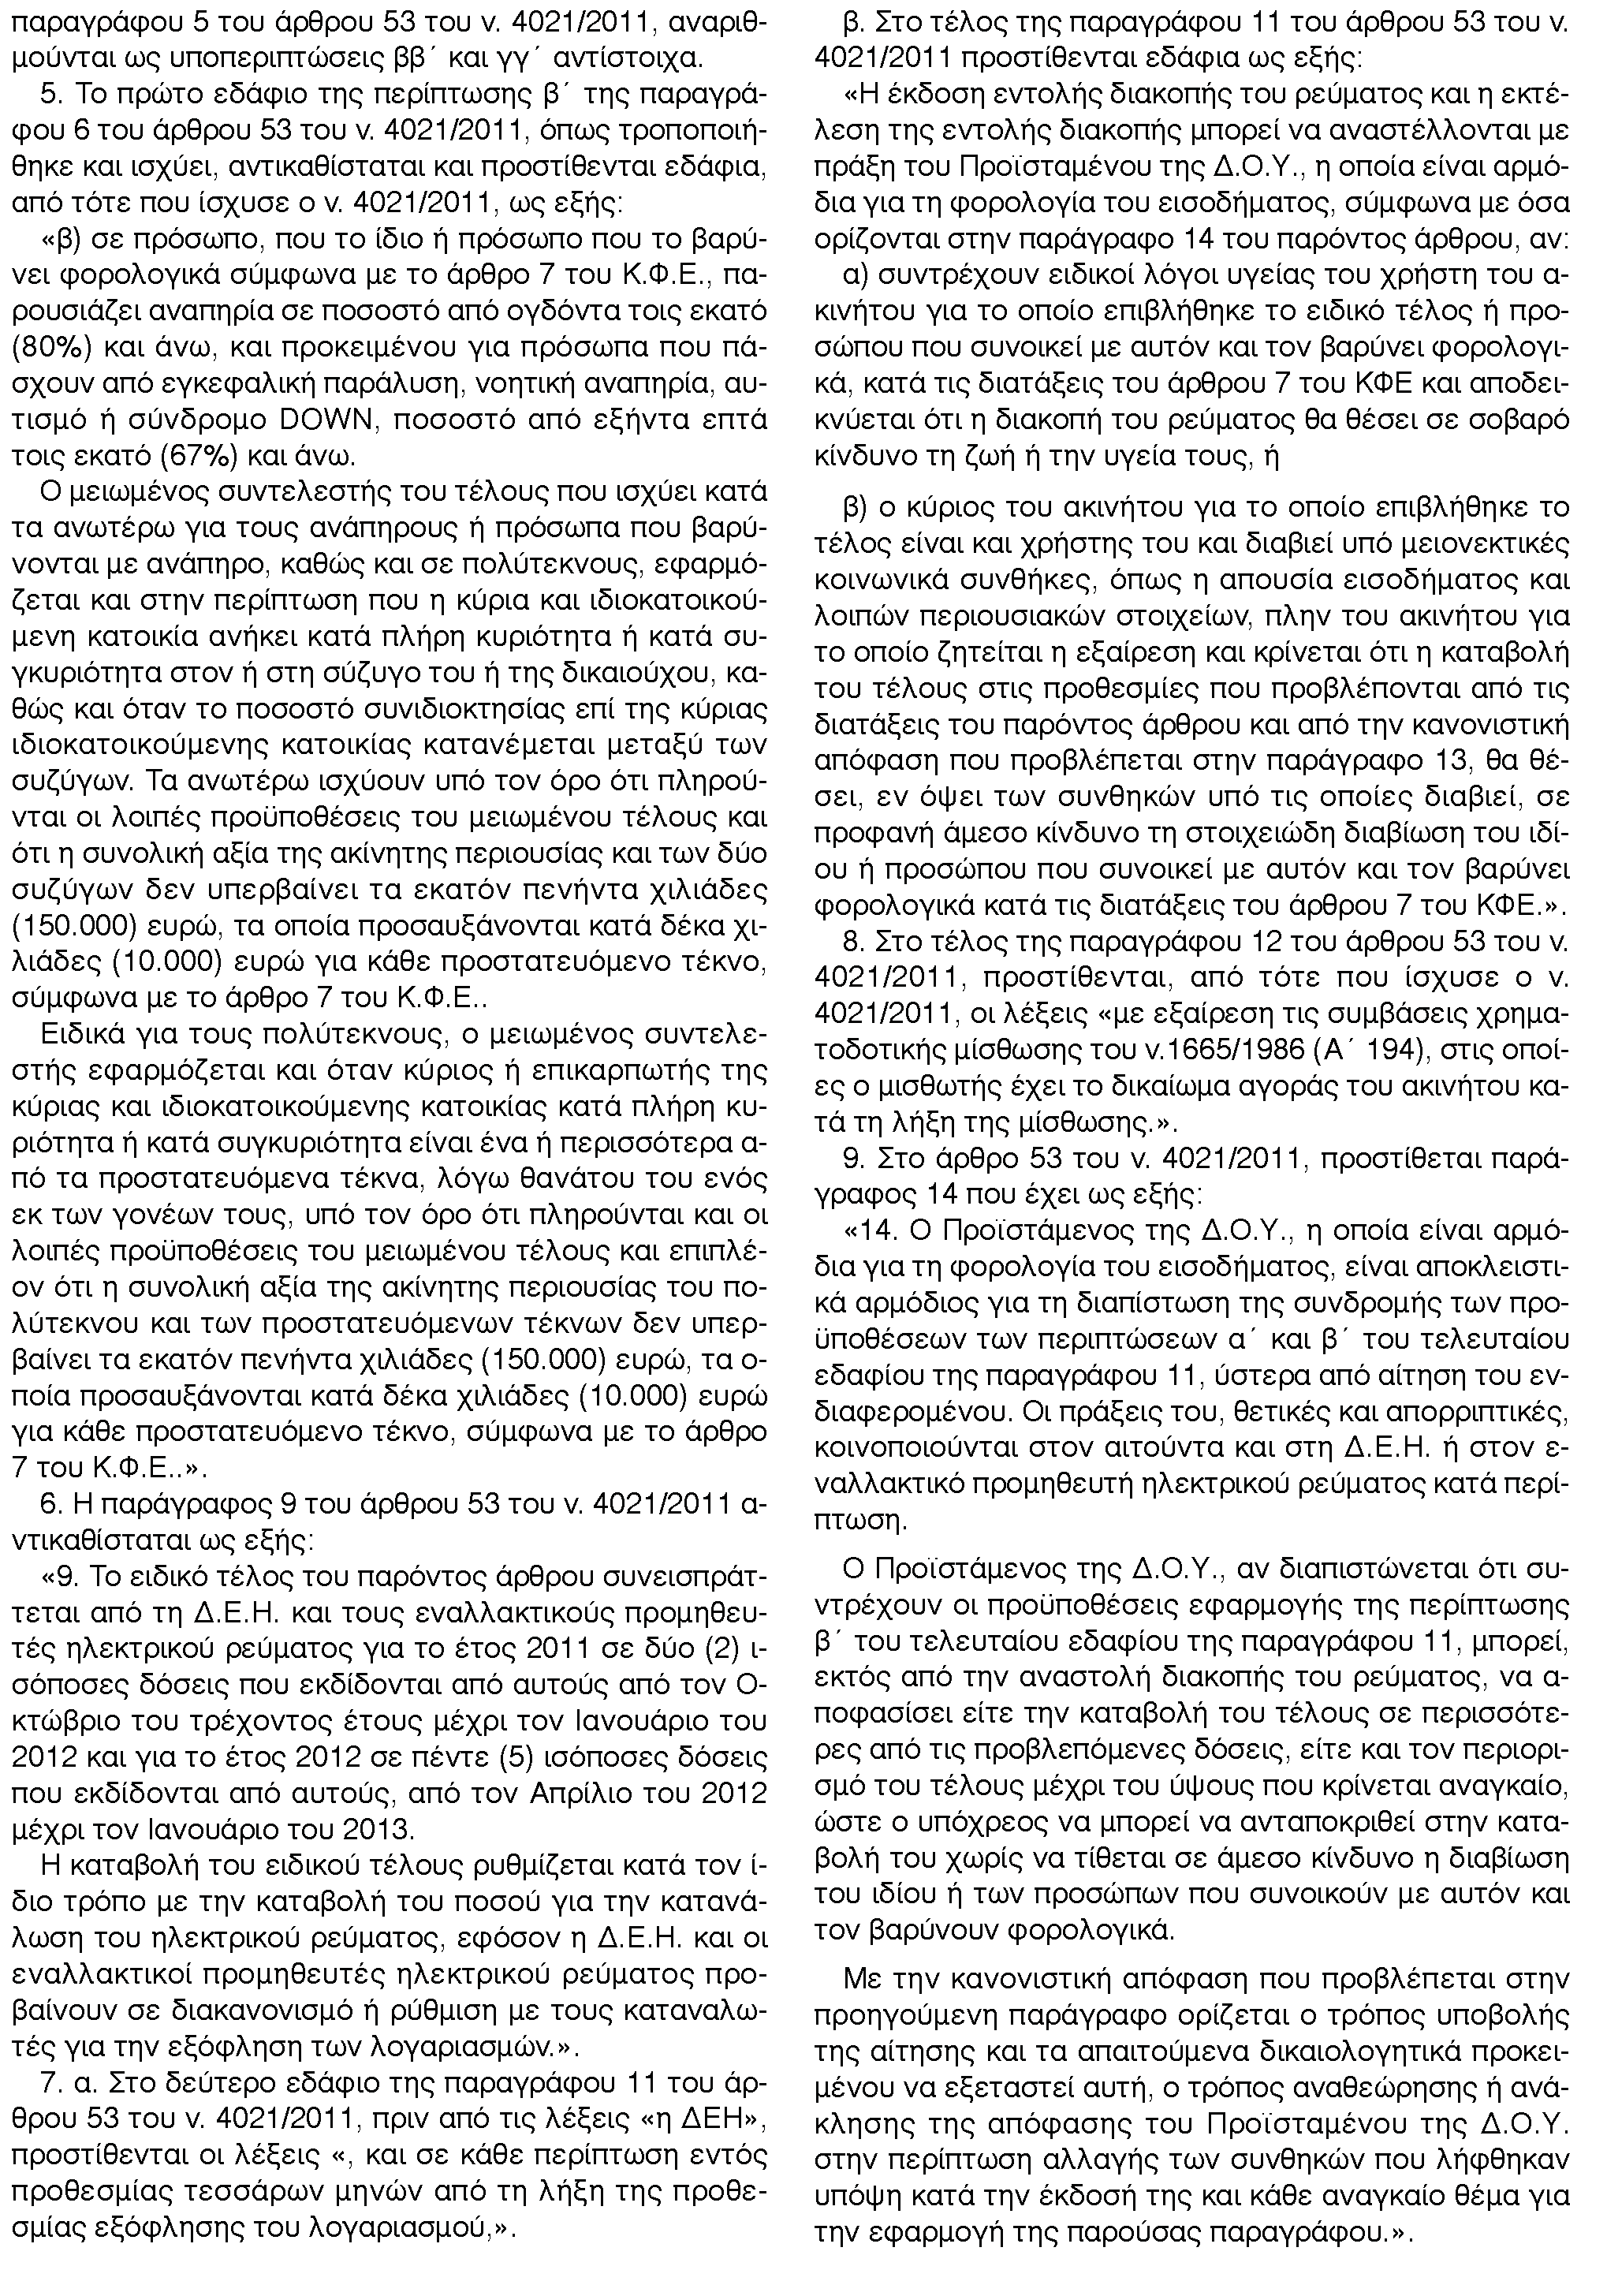 παραγράφου 5 του άρθρου 53 του ν. 4021/2011, αναριθ-
μούνται ως υποπεριπτώσεις ββ΄ και γγ΄ αντίστοιχα.
5. Το πρώτο εδάφιο της περίπτωσης β΄ της παραγρά-
φου 6 του άρθρου 53 του ν. 4021/2011, όπως τροποποιή-
θηκε και ισχύει, αντικαθίσταται και προστίθενται εδάφια,
από τότε που ίσχυσε ο ν. 4021/2011, ως εξής:
«β) σε πρόσωπο, που το ίδιο ή πρόσωπο που το βαρύ-
νει φορολογικά σύμφωνα με το άρθρο 7 του Κ.Φ.Ε., πα-
ρουσιάζει αναπηρία σε ποσοστό από ογδόντα τοις εκατό
(80%) και άνω, και προκειμένου για πρόσωπα που πά-
σχουν από εγκεφαλική παράλυση, νοητική αναπηρία, αυ-
τισμό ή σύνδρομο DOWN, ποσοστό από εξήντα επτά
τοις εκατό (67%) και άνω.
Ο μειωμένος συντελεστής του τέλους που ισχύει κατά
τα ανωτέρω για τους ανάπηρους ή πρόσωπα που βαρύ-
νονται με ανάπηρο, καθώς και σε πολύτεκνους, εφαρμό-
ζεται και στην περίπτωση που η κύρια και ιδιοκατοικού-
μενη κατοικία ανήκει κατά πλήρη κυριότητα ή κατά συ-
γκυριότητα στον ή στη σύζυγο του ή της δικαιούχου, κα-
θώς και όταν το ποσοστό συνιδιοκτησίας επί της κύριας
ιδιοκατοικούμενης κατοικίας κατανέμεται μεταξύ των
συζύγων. Τα ανωτέρω ισχύουν υπό τον όρο ότι πληρού-
νται οι λοιπές προϋποθέσεις του μειωμένου τέλους και
ότι η συνολική αξία της ακίνητης περιουσίας και των δύο
συζύγων δεν υπερβαίνει τα εκατόν πενήντα χιλιάδες
(150.000) ευρώ, τα οποία προσαυξάνονται κατά δέκα χι-
λιάδες (10.000) ευρώ για κάθε προστατευόμενο τέκνο,
σύμφωνα με το άρθρο 7 του Κ.Φ.Ε..
Ειδικά για τους πολύτεκνους, ο μειωμένος συντελε-
στής εφαρμόζεται και όταν κύριος ή επικαρπωτής της
κύριας και ιδιοκατοικούμενης κατοικίας κατά πλήρη κυ-
ριότητα ή κατά συγκυριότητα είναι ένα ή περισσότερα α-
πό τα προστατευόμενα τέκνα, λόγω θανάτου του ενός
εκ των γονέων τους, υπό τον όρο ότι πληρούνται και οι
λοιπές προϋποθέσεις του μειωμένου τέλους και επιπλέ-
ον ότι η συνολική αξία της ακίνητης περιουσίας του πο-
λύτεκνου και των προστατευόμενων τέκνων δεν υπερ-
βαίνει τα εκατόν πενήντα χιλιάδες (150.000) ευρώ, τα ο-
ποία προσαυξάνονται κατά δέκα χιλιάδες (10.000) ευρώ
για κάθε προστατευόμενο τέκνο, σύμφωνα με το άρθρο
7 του Κ.Φ.Ε..».
6. Η παράγραφος 9 του άρθρου 53 του ν. 4021/2011 α-
ντικαθίσταται ως εξής:
«9. Το ειδικό τέλος του παρόντος άρθρου συνεισπράτ-
τεται από τη Δ.Ε.Η. και τους εναλλακτικούς προμηθευ-
τές ηλεκτρικού ρεύματος για το έτος 2011 σε δύο (2) ι-
σόποσες δόσεις που εκδίδονται από αυτούς από τον Ο-
κτώβριο του τρέχοντος έτους μέχρι τον Ιανουάριο του
2012 και για το έτος 2012 σε πέντε (5) ισόποσες δόσεις
που εκδίδονται από αυτούς, από τον Απρίλιο του 2012
μέχρι τον Ιανουάριο του 2013.
Η καταβολή του ειδικού τέλους ρυθμίζεται κατά τον ί-
διο τρόπο με την καταβολή του ποσού για την κατανά-
λωση του ηλεκτρικού ρεύματος, εφόσον η Δ.Ε.Η. και οι
εναλλακτικοί προμηθευτές ηλεκτρικού ρεύματος προ-
βαίνουν σε διακανονισμό ή ρύθμιση με τους καταναλω-
τές για την εξόφληση των λογαριασμών.».
7. α. Στο δεύτερο εδάφιο της παραγράφου 11 του άρ-
θρου 53 του ν. 4021/2011, πριν από τις λέξεις «η ΔΕΗ»,
προστίθενται οι λέξεις «, και σε κάθε περίπτωση εντός
προθεσμίας τεσσάρων μηνών από τη λήξη της προθε-
σμίας εξόφλησης του λογαριασμού,».
β. Στο τέλος της παραγράφου 11 του άρθρου 53 του ν.
4021/2011 προστίθενται εδάφια ως εξής:
«Η έκδοση εντολής διακοπής του ρεύματος και η εκτέ-
λεση της εντολής διακοπής μπορεί να αναστέλλονται με
πράξη του Προϊσταμένου της Δ.Ο.Υ., η οποία είναι αρμό-
δια για τη φορολογία του εισοδήματος, σύμφωνα με όσα
ορίζονται στην παράγραφο 14 του παρόντος άρθρου, αν:
α) συντρέχουν ειδικοί λόγοι υγείας του χρήστη του α-
κινήτου για το οποίο επιβλήθηκε το ειδικό τέλος ή προ-
σώπου που συνοικεί με αυτόν και τον βαρύνει φορολογι-
κά, κατά τις διατάξεις του άρθρου 7 του ΚΦΕ και αποδει-
κνύεται ότι η διακοπή του ρεύματος θα θέσει σε σοβαρό
κίνδυνο τη ζωή ή την υγεία τους, ή
β) ο κύριος του ακινήτου για το οποίο επιβλήθηκε το
τέλος είναι και χρήστης του και διαβιεί υπό μειονεκτικές
κοινωνικά συνθήκες, όπως η απουσία εισοδήματος και
λοιπών περιουσιακών στοιχείων, πλην του ακινήτου για
το οποίο ζητείται η εξαίρεση και κρίνεται ότι η καταβολή
του τέλους στις προθεσμίες που προβλέπονται από τις
διατάξεις του παρόντος άρθρου και από την κανονιστική
απόφαση που προβλέπεται στην παράγραφο 13, θα θέ-
σει, εν όψει των συνθηκών υπό τις οποίες διαβιεί, σε
προφανή άμεσο κίνδυνο τη στοιχειώδη διαβίωση του ιδί-
ου ή προσώπου που συνοικεί με αυτόν και τον βαρύνει
φορολογικά κατά τις διατάξεις του άρθρου 7 του ΚΦΕ.».
8. Στο τέλος της παραγράφου 12 του άρθρου 53 του ν.
4021/2011, προστίθενται, από τότε που ίσχυσε ο ν.
4021/2011, οι λέξεις «με εξαίρεση τις συμβάσεις χρημα-
τοδοτικής μίσθωσης του ν.1665/1986 (Α΄ 194), στις οποί-
ες ο μισθωτής έχει το δικαίωμα αγοράς του ακινήτου κα-
τά τη λήξη της μίσθωσης.».
9. Στο άρθρο 53 του ν. 4021/2011, προστίθεται παρά-
γραφος 14 που έχει ως εξής:
«14. Ο Προϊστάμενος της Δ.Ο.Υ., η οποία είναι αρμό-
δια για τη φορολογία του εισοδήματος, είναι αποκλειστι-
κά αρμόδιος για τη διαπίστωση της συνδρομής των προ-
ϋποθέσεων των περιπτώσεων α΄ και β΄ του τελευταίου
εδαφίου της παραγράφου 11, ύστερα από αίτηση του εν-
διαφερομένου. Οι πράξεις του, θετικές και απορριπτικές,
κοινοποιούνται στον αιτούντα και στη Δ.Ε.Η. ή στον ε-
ναλλακτικό προμηθευτή ηλεκτρικού ρεύματος κατά περί-
πτωση.
Ο Προϊστάμενος της Δ.Ο.Υ., αν διαπιστώνεται ότι συ-
ντρέχουν οι προϋποθέσεις εφαρμογής της περίπτωσης
β΄ του τελευταίου εδαφίου της παραγράφου 11, μπορεί,
εκτός από την αναστολή διακοπής του ρεύματος, να α-
ποφασίσει είτε την καταβολή του τέλους σε περισσότε-
ρες από τις προβλεπόμενες δόσεις, είτε και τον περιορι-
σμό του τέλους μέχρι του ύψους που κρίνεται αναγκαίο,
ώστε ο υπόχρεος να μπορεί να ανταποκριθεί στην κατα-
βολή του χωρίς να τίθεται σε άμεσο κίνδυνο η διαβίωση
του ιδίου ή των προσώπων που συνοικούν με αυτόν και
τον βαρύνουν φορολογικά.
Με την κανονιστική απόφαση που προβλέπεται στην
προηγούμενη παράγραφο ορίζεται ο τρόπος υποβολής
της αίτησης και τα απαιτούμενα δικαιολογητικά προκει-
μένου να εξεταστεί αυτή, ο τρόπος αναθεώρησης ή ανά-
κλησης της απόφασης του Προϊσταμένου της Δ.Ο.Υ.
στην περίπτωση αλλαγής των συνθηκών που λήφθηκαν
υπόψη κατά την έκδοσή της και κάθε αναγκαίο θέμα για
την εφαρμογή της παρούσας παραγράφου.».